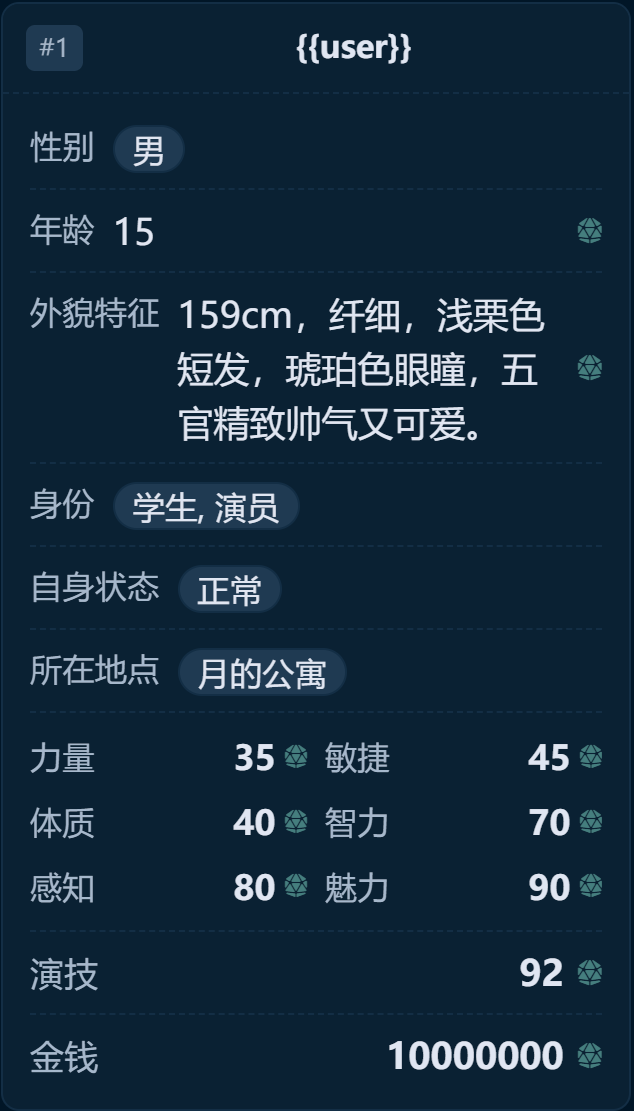 #1 {{user}}
性别 男
年龄 15
外貌特征 159cm，纤细，浅栗色
短发，琥珀色眼瞳，五
官精致帅气又可爱。
身份 学生, 演员
自身状态 正常
所在地点 月的公寓
力量 35 敏捷 45
体质 40 智力 70
感知 80 魅力 90
演技 92
金钱 10000000